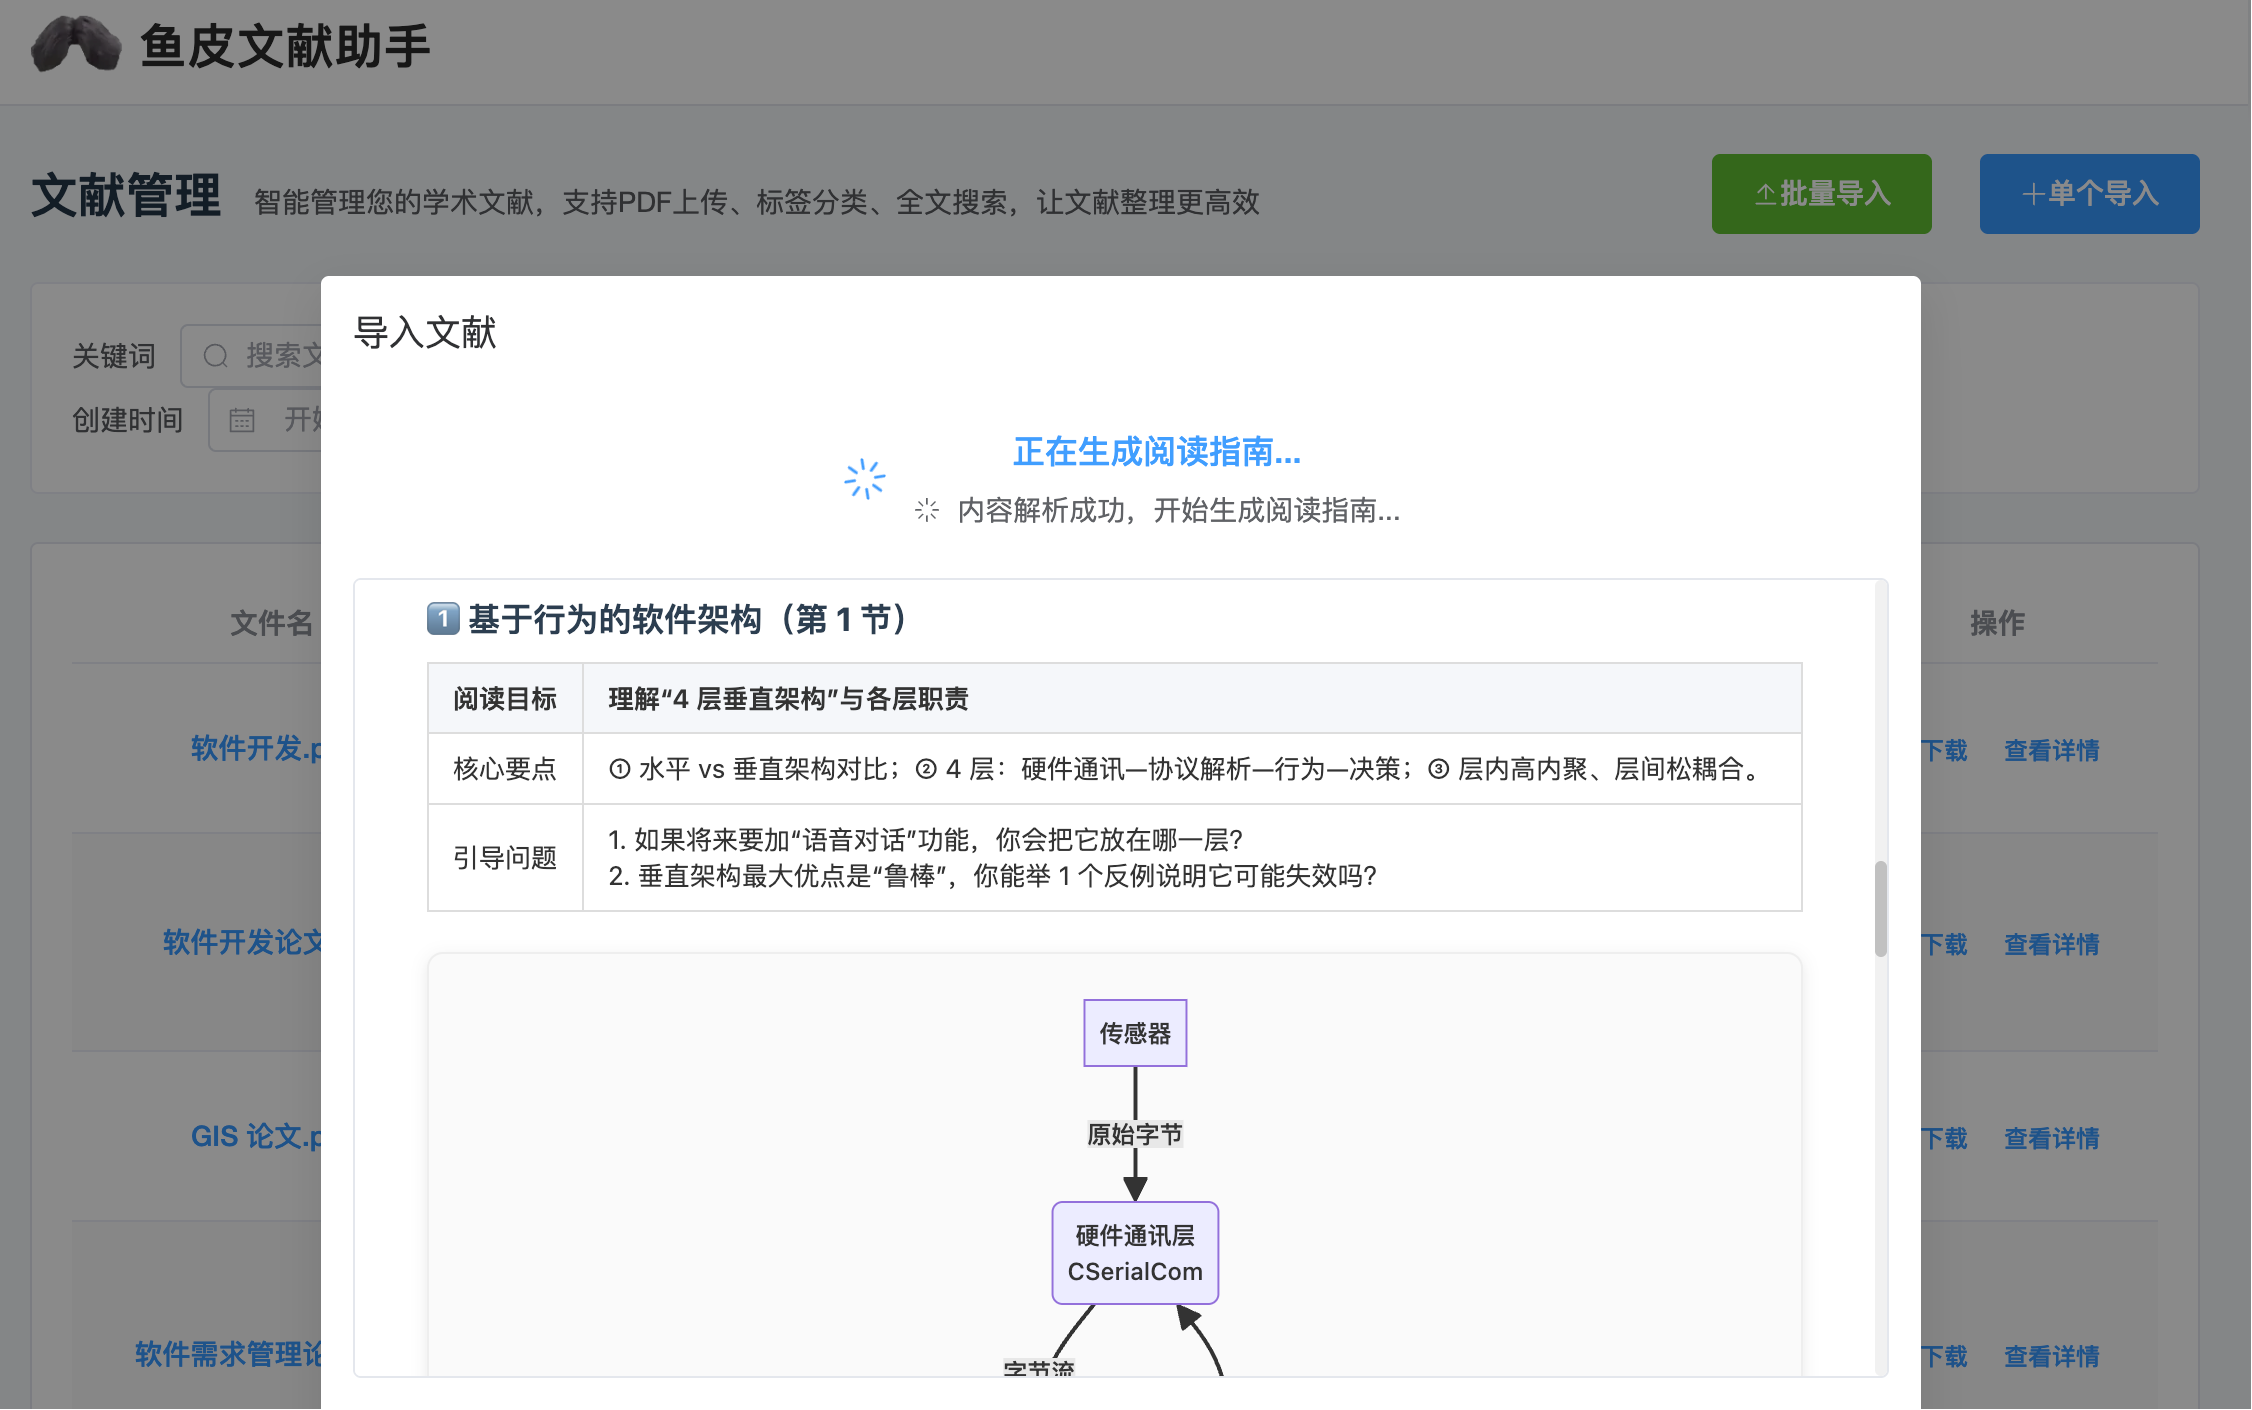 鱼皮文献助手
文献管理
智能管理您的学术文献，支持PDF上传、标签分类、全文搜索，让文献整理更高效
批量导入
单个导入
关键词
搜索文
创建时间
开始
导入文献
正在生成阅读指南...
内容解析成功，开始生成阅读指南...
文件名
操作
1 基于行为的软件架构（第 1 节）
阅读目标 理解“4 层垂直架构”与各层职责
核心要点 ① 水平 vs 垂直架构对比；② 4 层：硬件通讯—协议解析—行为—决策；③ 层内高内聚、层间松耦合。
引导问题
1. 如果将来要加“语音对话”功能，你会把它放在哪一层？
2. 垂直架构最大优点是“鲁棒”，你能举 1 个反例说明它可能失效吗？
传感器
原始字节
硬件通讯层
CSerialCom
字节流
软件开发.p
下载 查看详情
软件开发论文
下载 查看详情
GIS 论文.p
下载 查看详情
软件需求管理论
下载 查看详情